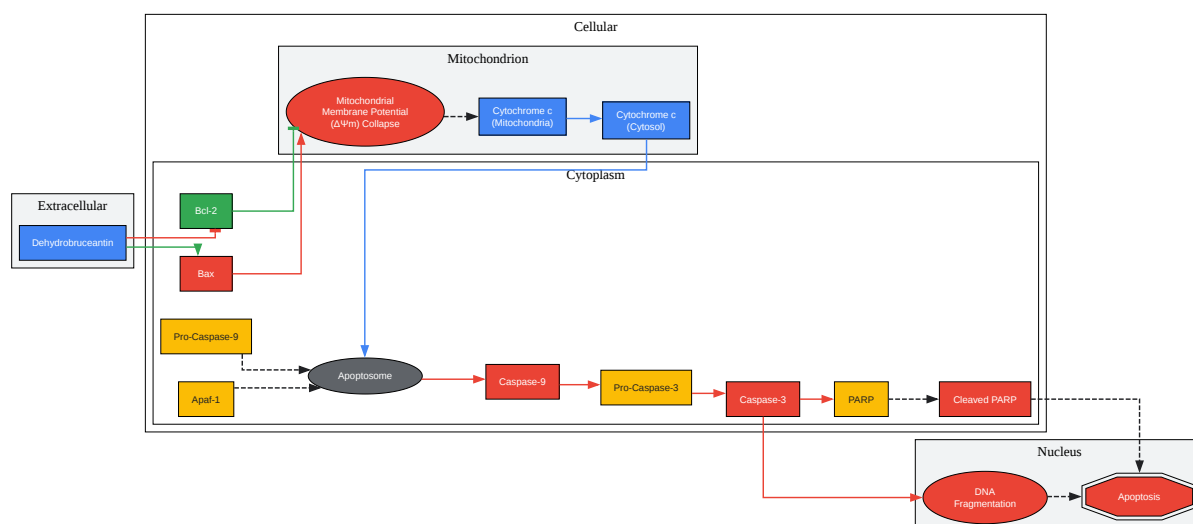 Cellular
Mitochondrion
Mitochondrial
Membrane Potential
(ΔΨm) Collapse
Cytochrome c
(Mitochondria)
Cytochrome c
(Cytosol)
Cytoplasm
Extracellular
Dehydrobruceantin
Bcl-2
Bax
Pro-Caspase-9
Apaf-1
Apoptosome
Caspase-9
Pro-Caspase-3
Caspase-3
PARP
Cleaved PARP
Nucleus
DNA
Fragmentation
Apoptosis